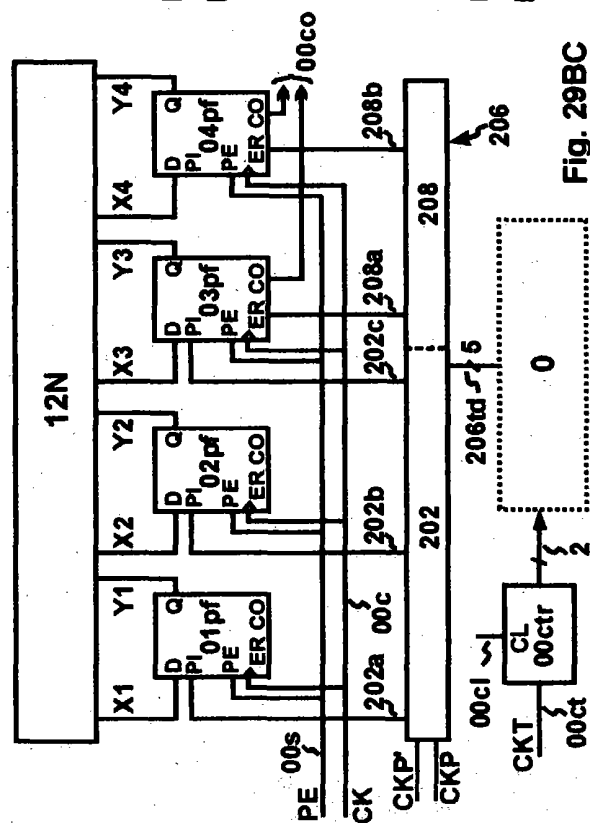 12N
X1 Y1 X2 Y2 X3 Y3 X4 Y4
D Q
PI 01pf
PE
ER CO
D Q
PI 02pf
PE
ER CO
D Q
PI 03pf
PE
ER CO
D Q
PI 04pf
PE
ER CO
00co
00s
PE
CK
00c
202a
202b
202c
208a
208b
CKP'
CKP
202
208
206
206td
5
0
00cl
CL
00ctr
CKT
00ct
2
Fig. 29BC